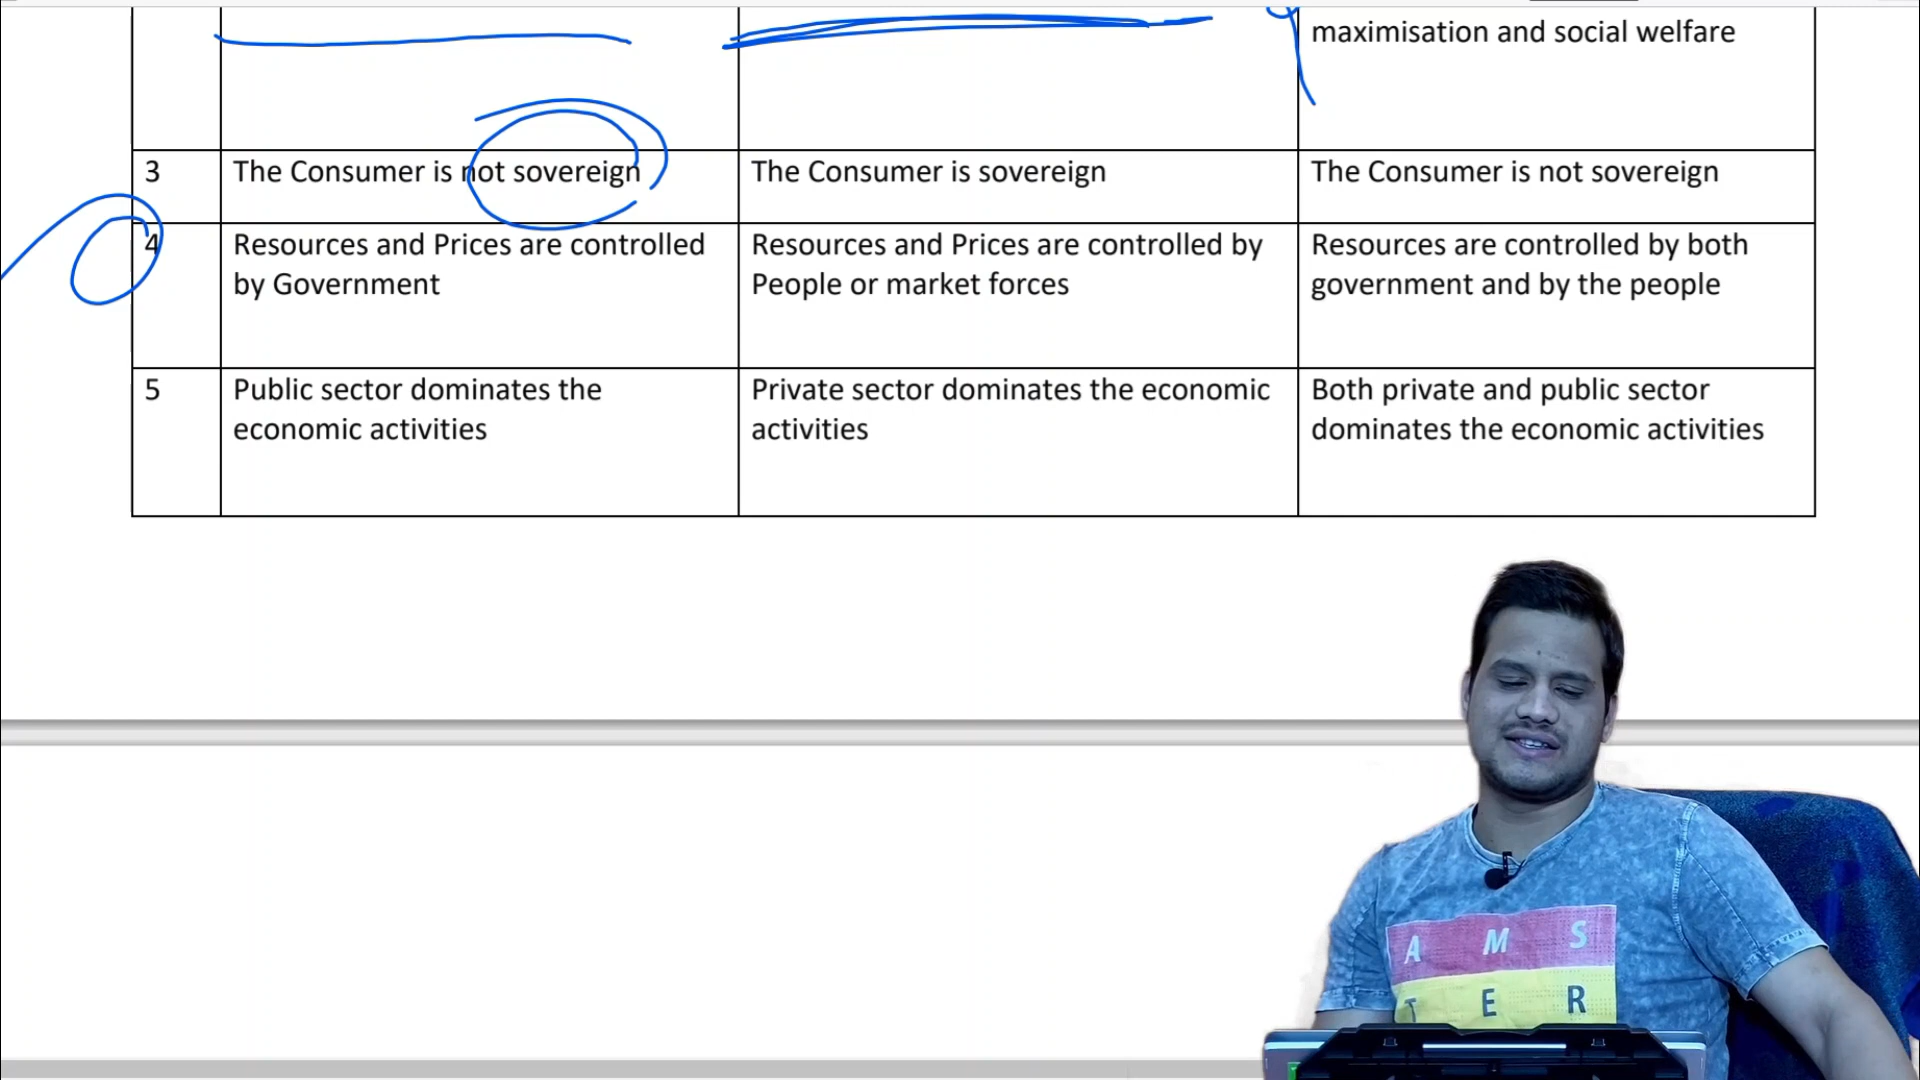 maximisation and social welfare
3 The Consumer is not sovereign The Consumer is sovereign The Consumer is not sovereign
4 Resources and Prices are controlled Resources and Prices are controlled by Resources are controlled by both
by Government People or market forces government and by the people
5 Public sector dominates the Private sector dominates the economic Both private and public sector
economic activities activities dominates the economic activities
A M S
T E R